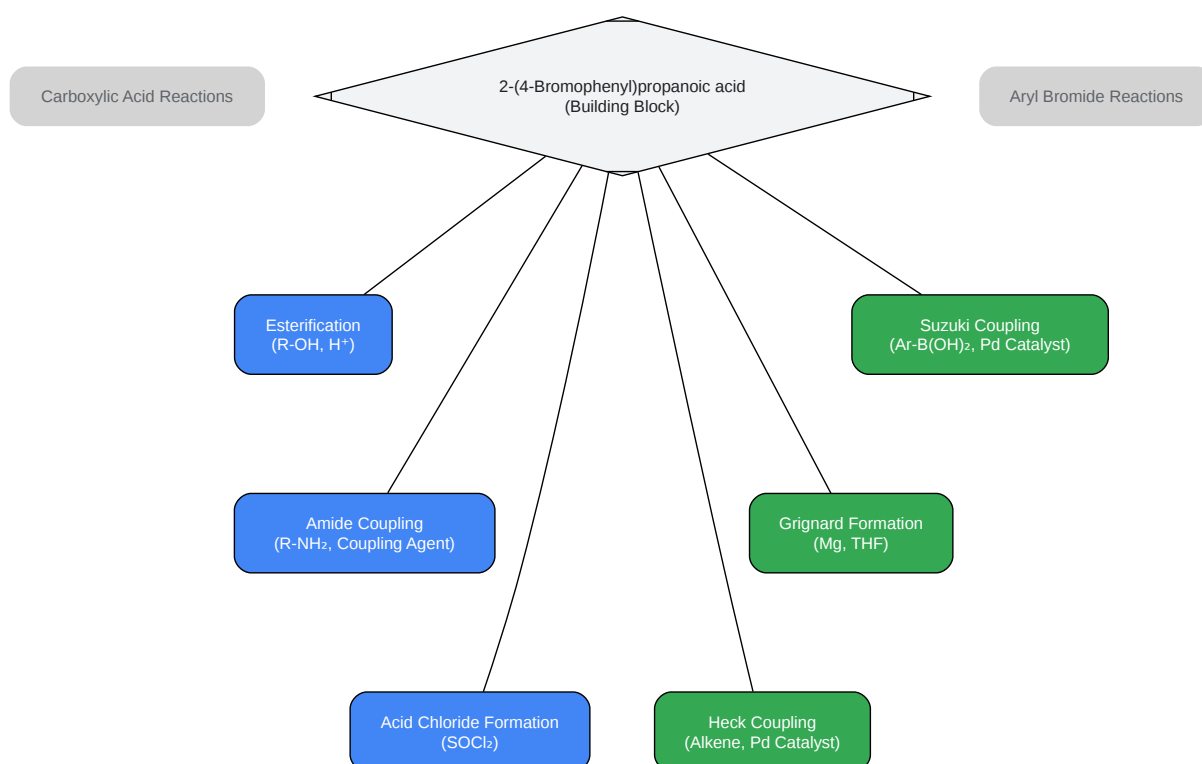 Carboxylic Acid Reactions
2-(4-Bromophenyl)propanoic acid
(Building Block)
Aryl Bromide Reactions
Esterification
(R-OH, H⁺)
Suzuki Coupling
(Ar-B(OH)₂, Pd Catalyst)
Amide Coupling
(R-NH₂, Coupling Agent)
Grignard Formation
(Mg, THF)
Acid Chloride Formation
(SOCl₂)
Heck Coupling
(Alkene, Pd Catalyst)